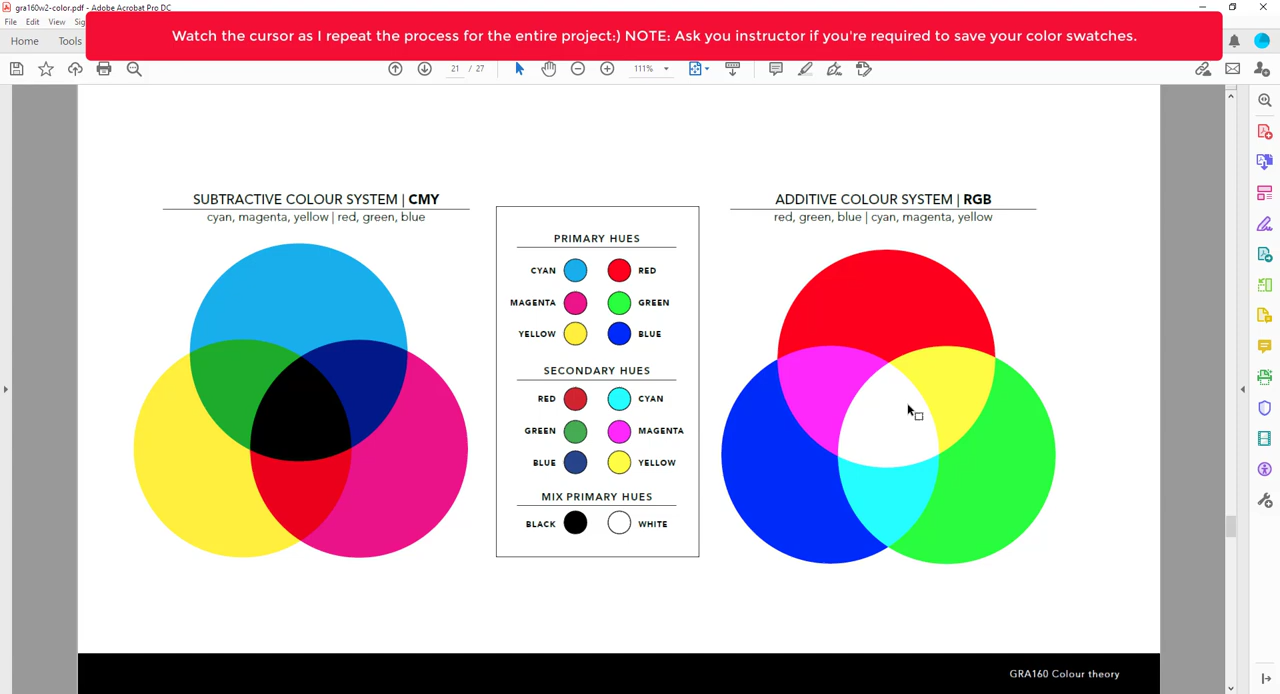 gra160w2-color.pdf - Adobe Acrobat Pro DC
File Edit View
Watch the cursor as I repeat the process for the entire project:) NOTE: Ask you instructor if you're required to save your color swatches.
Home Tools
21 / 27
111%
SUBTRACTIVE COLOUR SYSTEM | CMY
cyan, magenta, yellow | red, green, blue
PRIMARY HUES
CYAN RED
MAGENTA GREEN
YELLOW BLUE
SECONDARY HUES
RED CYAN
GREEN MAGENTA
BLUE YELLOW
MIX PRIMARY HUES
BLACK WHITE
ADDITIVE COLOUR SYSTEM | RGB
red, green, blue | cyan, magenta, yellow
GRA160 Colour theory